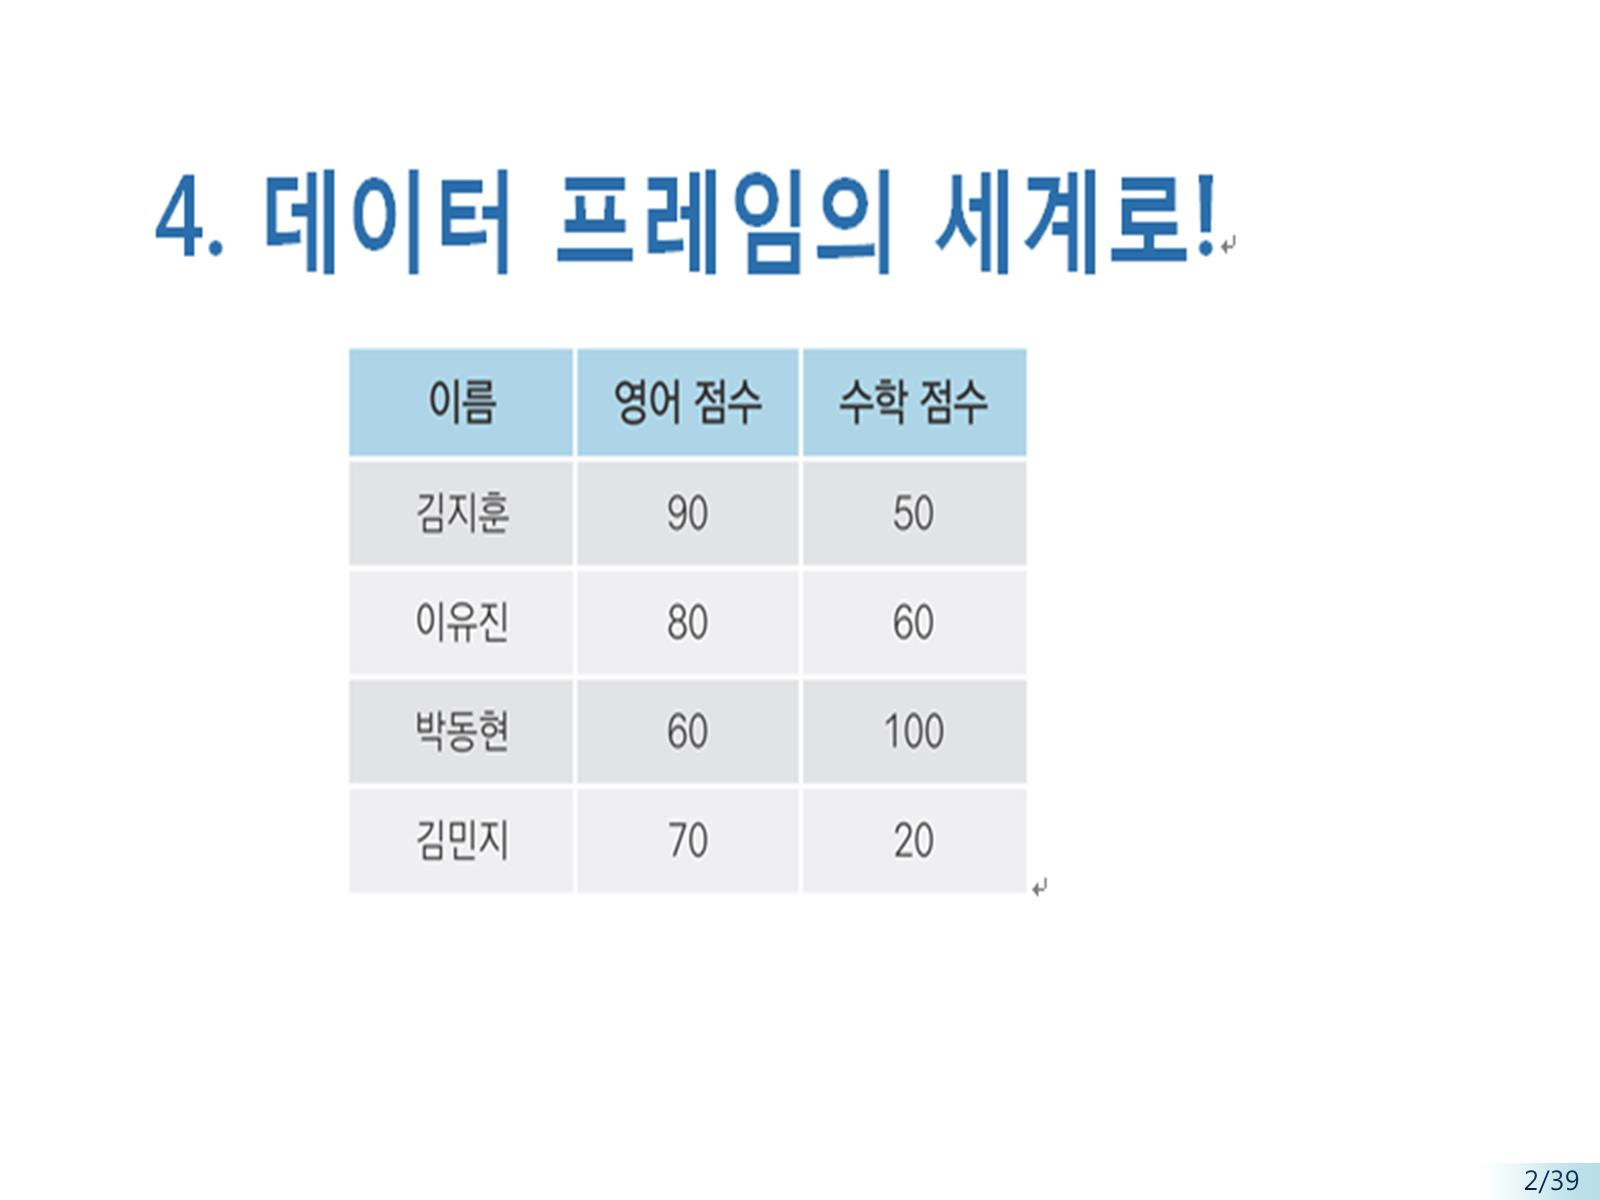 4. 데이터 프레임의 세계로!
이름 영어 점수 수학 점수
김지훈 90 50
이유진 80 60
박동현 60 100
김민지 70 20
2/39